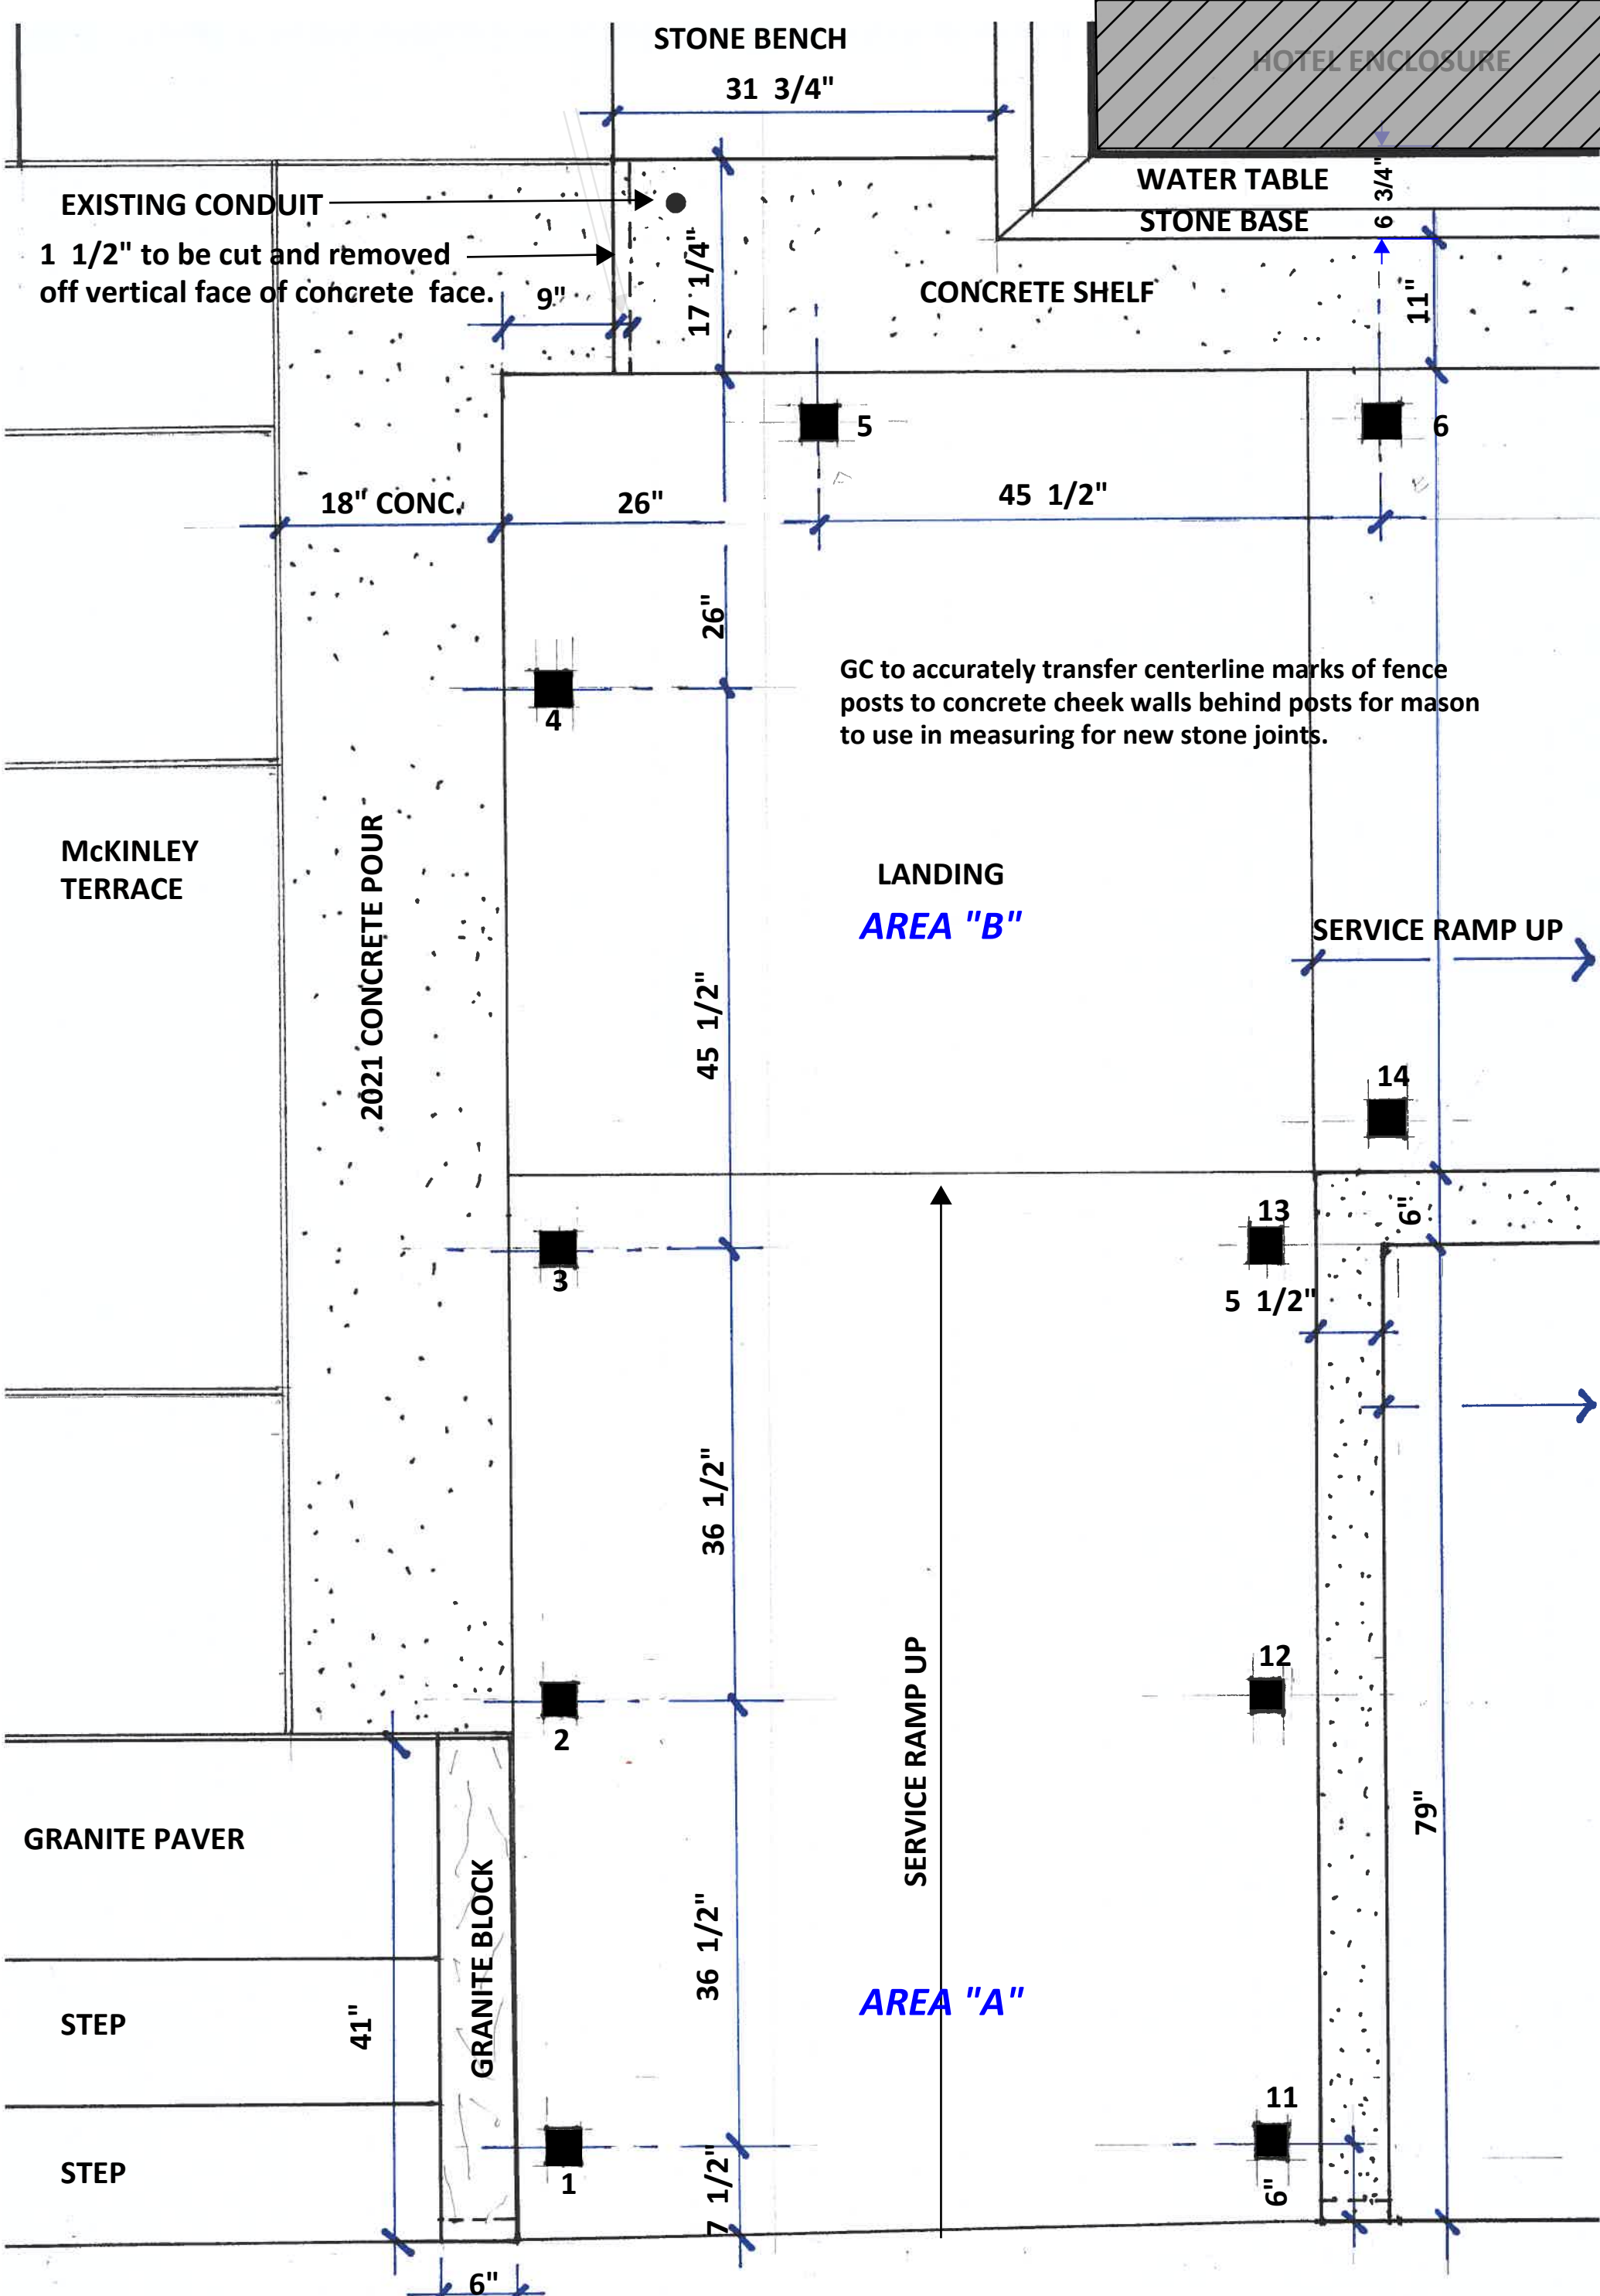 STONE BENCH
31 3/4"
HOTEL ENCLOSURE
WATER TABLE
STONE BASE
6 3/4"
EXISTING CONDUIT
1 1/2" to be cut and removed
off vertical face of concrete face.
9"
17 1/4"
CONCRETE SHELF
11"
5
6
18" CONC.
26"
45 1/2"
26"
4
GC to accurately transfer centerline marks of fence
posts to concrete cheek walls behind posts for mason
to use in measuring for new stone joints.
McKINLEY
TERRACE
2021 CONCRETE POUR
LANDING
AREA "B"
SERVICE RAMP UP
45 1/2"
14
13
6"
3
5 1/2"
36 1/2"
12
2
SERVICE RAMP UP
79"
GRANITE PAVER
GRANITE BLOCK
36 1/2"
AREA "A"
STEP
41"
11
STEP
1
7 1/2"
6"
6"